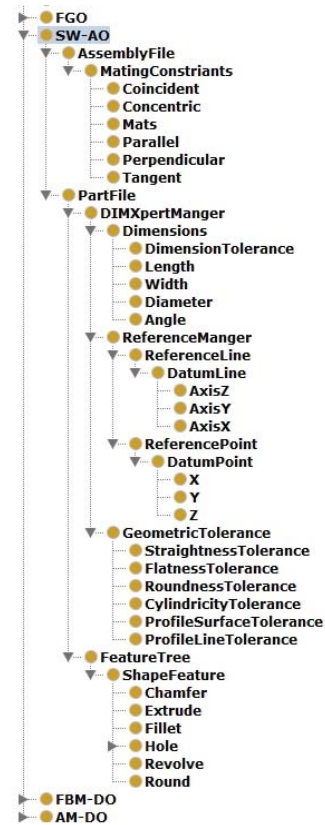 FGO
SW-AO
AssemblyFile
MatingConstriants
Coincident
Concentric
Mats
Parallel
Perpendicular
Tangent
PartFile
DIMXpertManger
Dimensions
DimensionTolerance
Length
Width
Diameter
Angle
ReferenceManger
ReferenceLine
DatumLine
AxisZ
AxisY
AxisX
ReferencePoint
DatumPoint
X
Y
Z
GeometricTolerance
StraightnessTolerance
FlatnessTolerance
RoundnessTolerance
CylindricityTolerance
ProfileSurfaceTolerance
ProfileLineTolerance
FeatureTree
ShapeFeature
Chamfer
Extrude
Fillet
Hole
Revolve
Round
FBM-DO
AM-DO